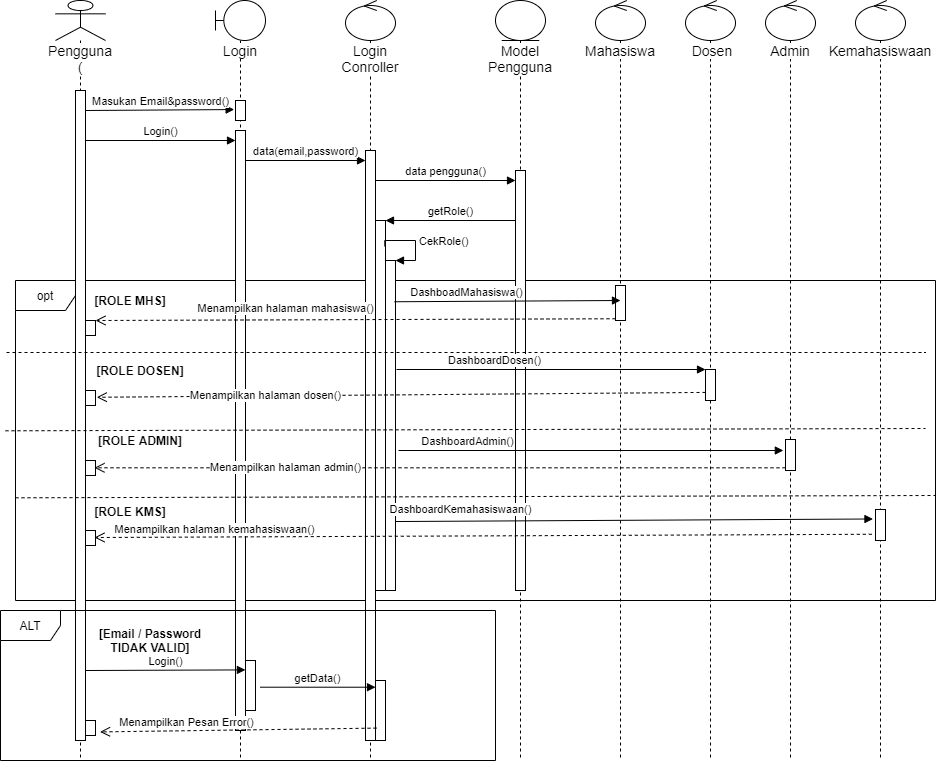 Pengguna
(
Login
Login
Conroller
Model
Pengguna
Mahasiswa
Dosen
Admin
Kemahasiswaan
Masukan Email&password()
Login()
data(email,password)
data pengguna()
getRole()
CekRole()
opt
[ROLE MHS]
DashboadMahasiswa()
Menampilkan halaman mahasiswa()
[ROLE DOSEN]
DashboardDosen()
Menampilkan halaman dosen()
[ROLE ADMIN]
DashboardAdmin()
Menampilkan halaman admin()
[ROLE KMS]
DashboardKemahasiswaan()
Menampilkan halaman kemahasiswaan()
ALT
[Email / Password
TIDAK VALID]
Login()
getData()
Menampilkan Pesan Error()